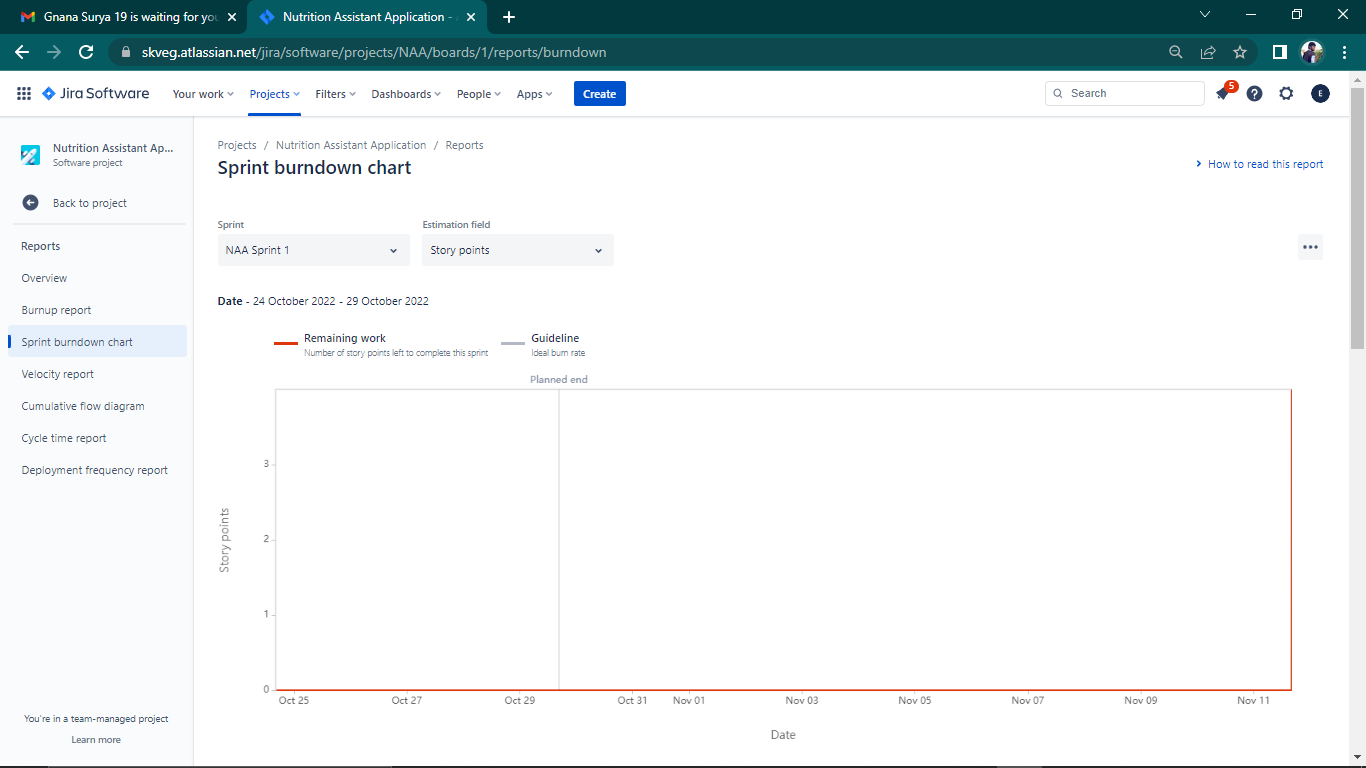 Gnana Surya 19 is waiting for you
Nutrition Assistant Application -
skveg.atlassian.net/jira/software/projects/NAA/boards/1/reports/burndown
Jira Software
Your work
Projects
Filters
Dashboards
People
Apps
Create
Search
5
E
Nutrition Assistant Ap...
Software project
Back to project
Reports
Overview
Burnup report
Sprint burndown chart
Velocity report
Cumulative flow diagram
Cycle time report
Deployment frequency report
You're in a team-managed project
Learn more
Projects / Nutrition Assistant Application / Reports
Sprint burndown chart
How to read this report
Sprint
NAA Sprint 1
Estimation field
Story points
Date - 24 October 2022 - 29 October 2022
Remaining work
Number of story points left to complete this sprint
Guideline
Ideal burn rate
Planned end
Story points
3
2
1
0
Oct 25 Oct 27 Oct 29 Oct 31 Nov 01 Nov 03 Nov 05 Nov 07 Nov 09 Nov 11
Date